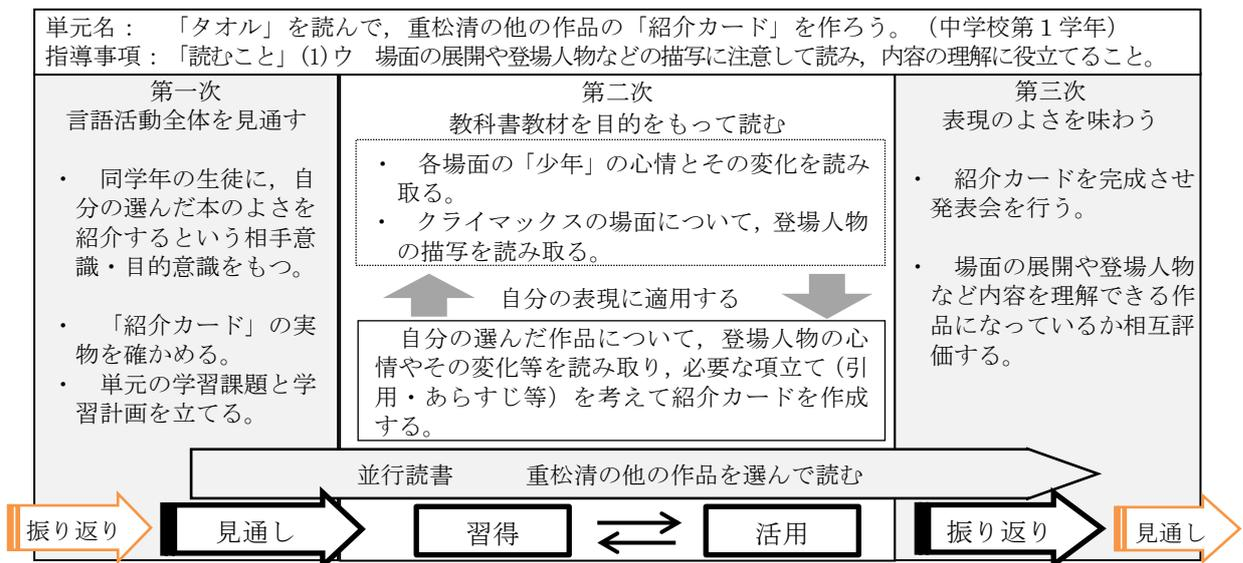 単元名：　「タオル」を読んで，重松清の他の作品の「紹介カード」を作ろう。（中学校第１学年）
指導事項：「読むこと」(1)ウ　場面の展開や登場人物などの描写に注意して読み，内容の理解に役立てること。
第一次
言語活動全体を見通す
・　同学年の生徒に，自
分の選んだ本のよさを
紹介するという相手意
識・目的意識をもつ。
・　「紹介カード」の実
物を確かめる。
・　単元の学習課題と学
習計画を立てる。
第二次
教科書教材を目的をもって読む
・　各場面の「少年」の心情とその変化を読み
取る。
・　クライマックスの場面について，登場人物
の描写を読み取る。
自分の表現に適用する
自分の選んだ作品について，登場人物の心
情やその変化等を読み取り，必要な項立て（引
用・あらすじ等）を考えて紹介カードを作成
する。
第三次
表現のよさを味わう
・　紹介カードを完成させ
発表会を行う。
・　場面の展開や登場人物
など内容を理解できる作
品になっているか相互評
価する。
並行読書　　　重松清の他の作品を選んで読む
振り返り
見通し
習得
活用
振り返り
見通し